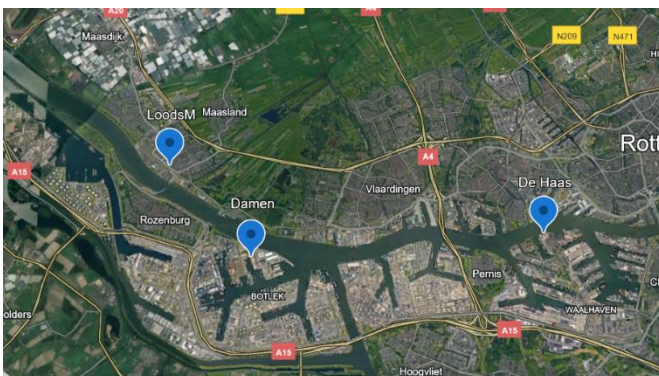 A20
A4
Maasdijk
N209
N471
LoodsM
Maasland
A4
Rott
A15
Vlaardingen
De Haas
Damen
Rozenburg
Pernis
BOTLEK
WAALHAVEN
olders
A15
A15
Hoogvliet